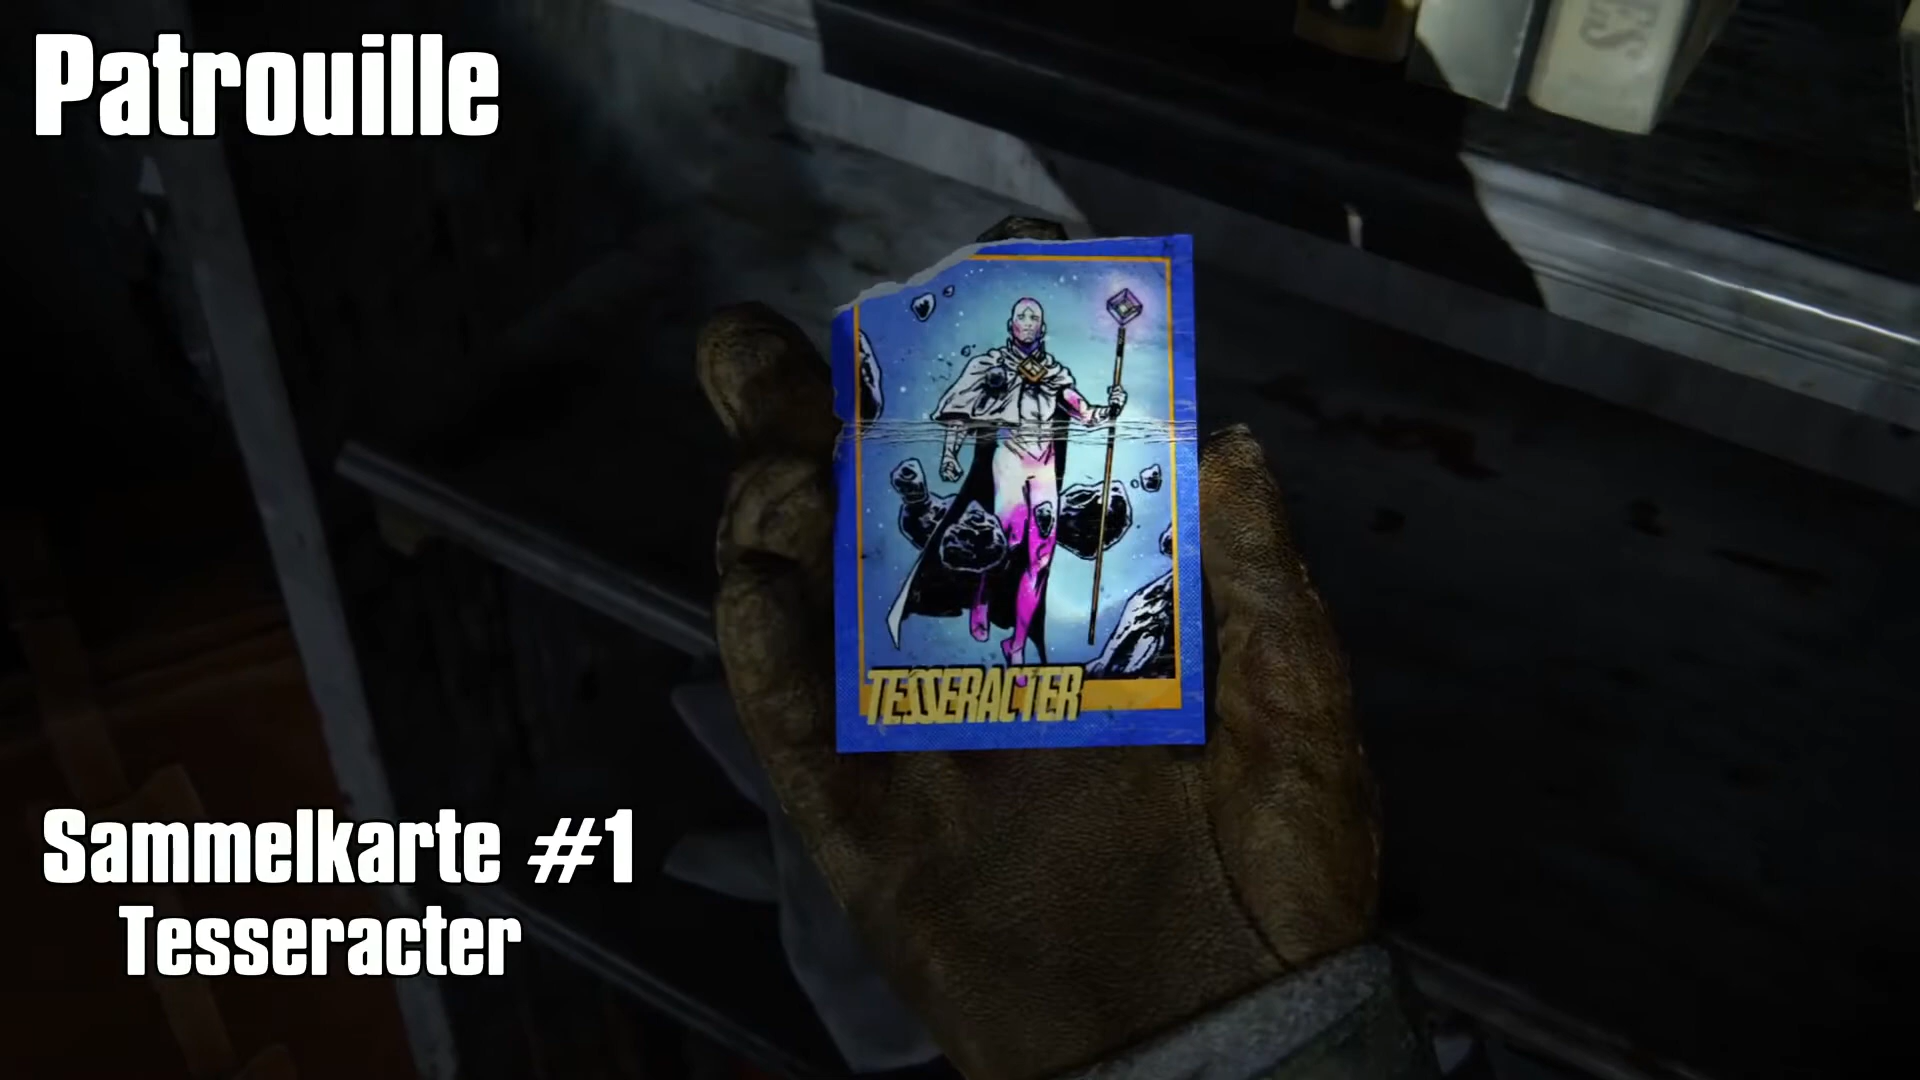 Patrouille
TESSERACTER
Sammelkarte #1
Tesseracter